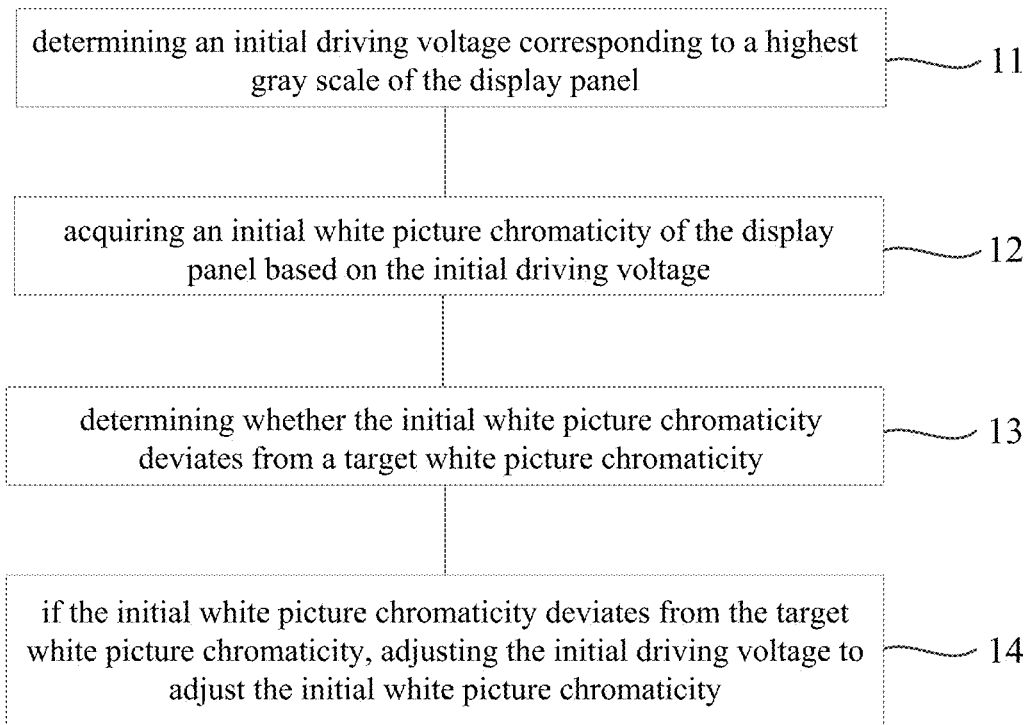 determining an initial driving voltage corresponding to a highest
gray scale of the display panel
11
acquiring an initial white picture chromaticity of the display
panel based on the initial driving voltage
12
determining whether the initial white picture chromaticity
deviates from a target white picture chromaticity
13
if the initial white picture chromaticity deviates from the target
white picture chromaticity, adjusting the initial driving voltage to
adjust the initial white picture chromaticity
14